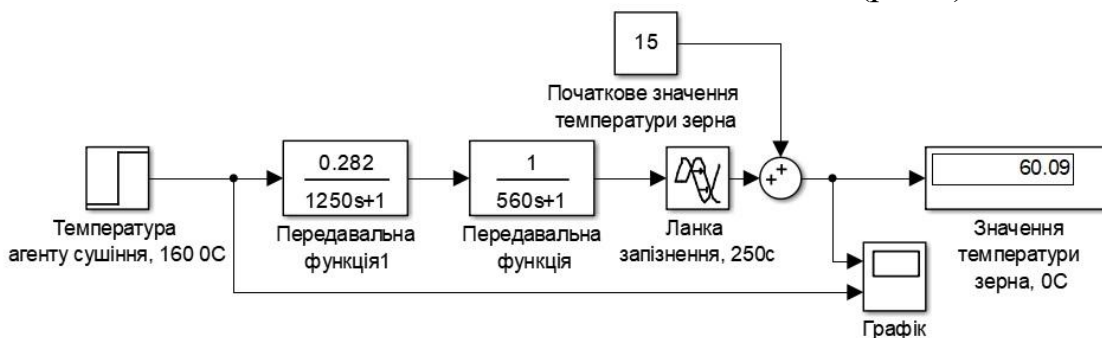 15
Початкове значення
температури зерна
0.282
1250s+1
1
560s+1
60.09
Температура
агенту сушіння, 160 0С
Передавальна
функція1
Передавальна
функція
Ланка
запізнення, 250с
Значення
температури
зерна, 0С
Графік